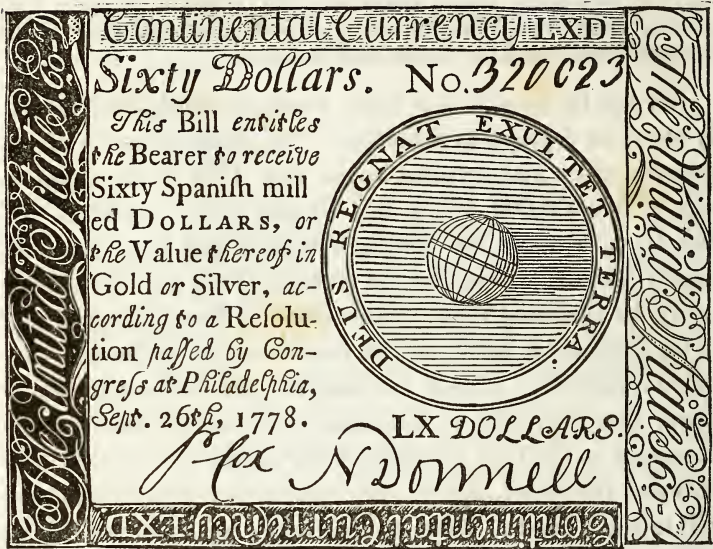 Continental Currency LXD
Sixty Dollars. No. 320023
This Bill entitles
the Bearer to receive
Sixty Spaniſh mill
ed DOLLARS, or
the Value thereof in
Gold or Silver, ac-
cording to a Reſolu-
tion paſſed by Con-
greſs at Philadelphia,
Sept. 26th, 1778.
DEUS REGNAT EXULTET TERRA.
LX DOLLARS.
P Cox N Donnell
The United States.60-
The United States.60-
Continental Currency LXD